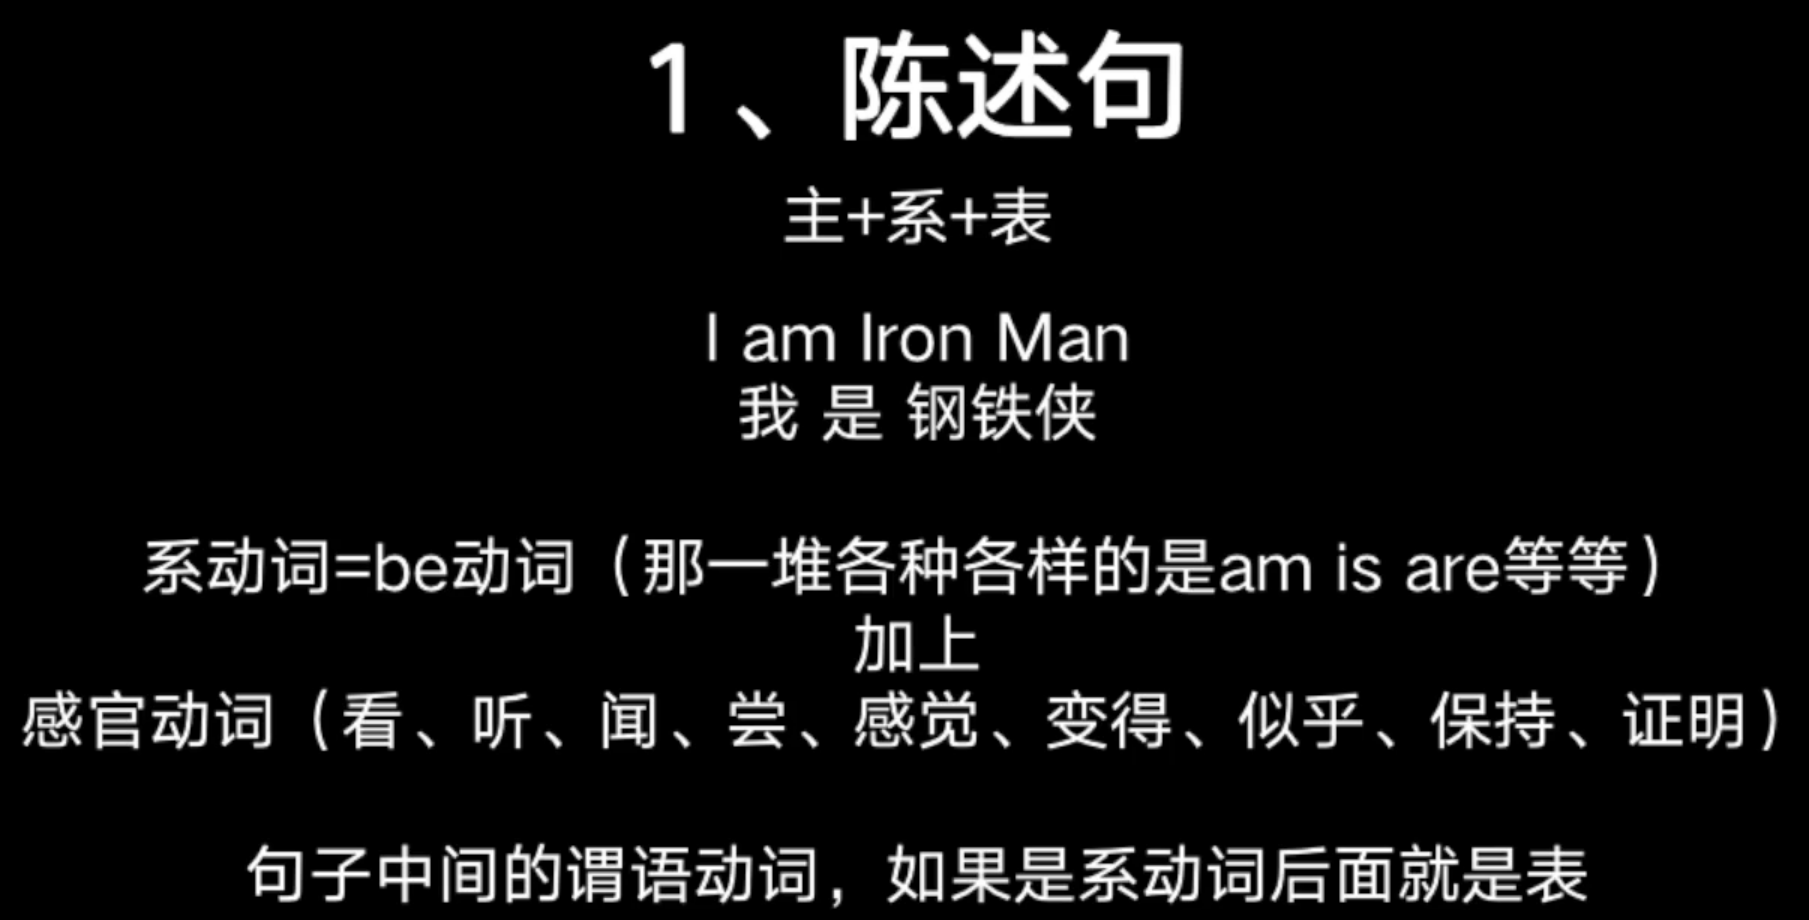 1、陈述句
主+系+表
I am Iron Man
我 是 钢铁侠
系动词=be动词（那一堆各种各样的是am is are等等）
加上
感官动词（看、听、闻、尝、感觉、变得、似乎、保持、证明）
句子中间的谓语动词，如果是系动词后面就是表